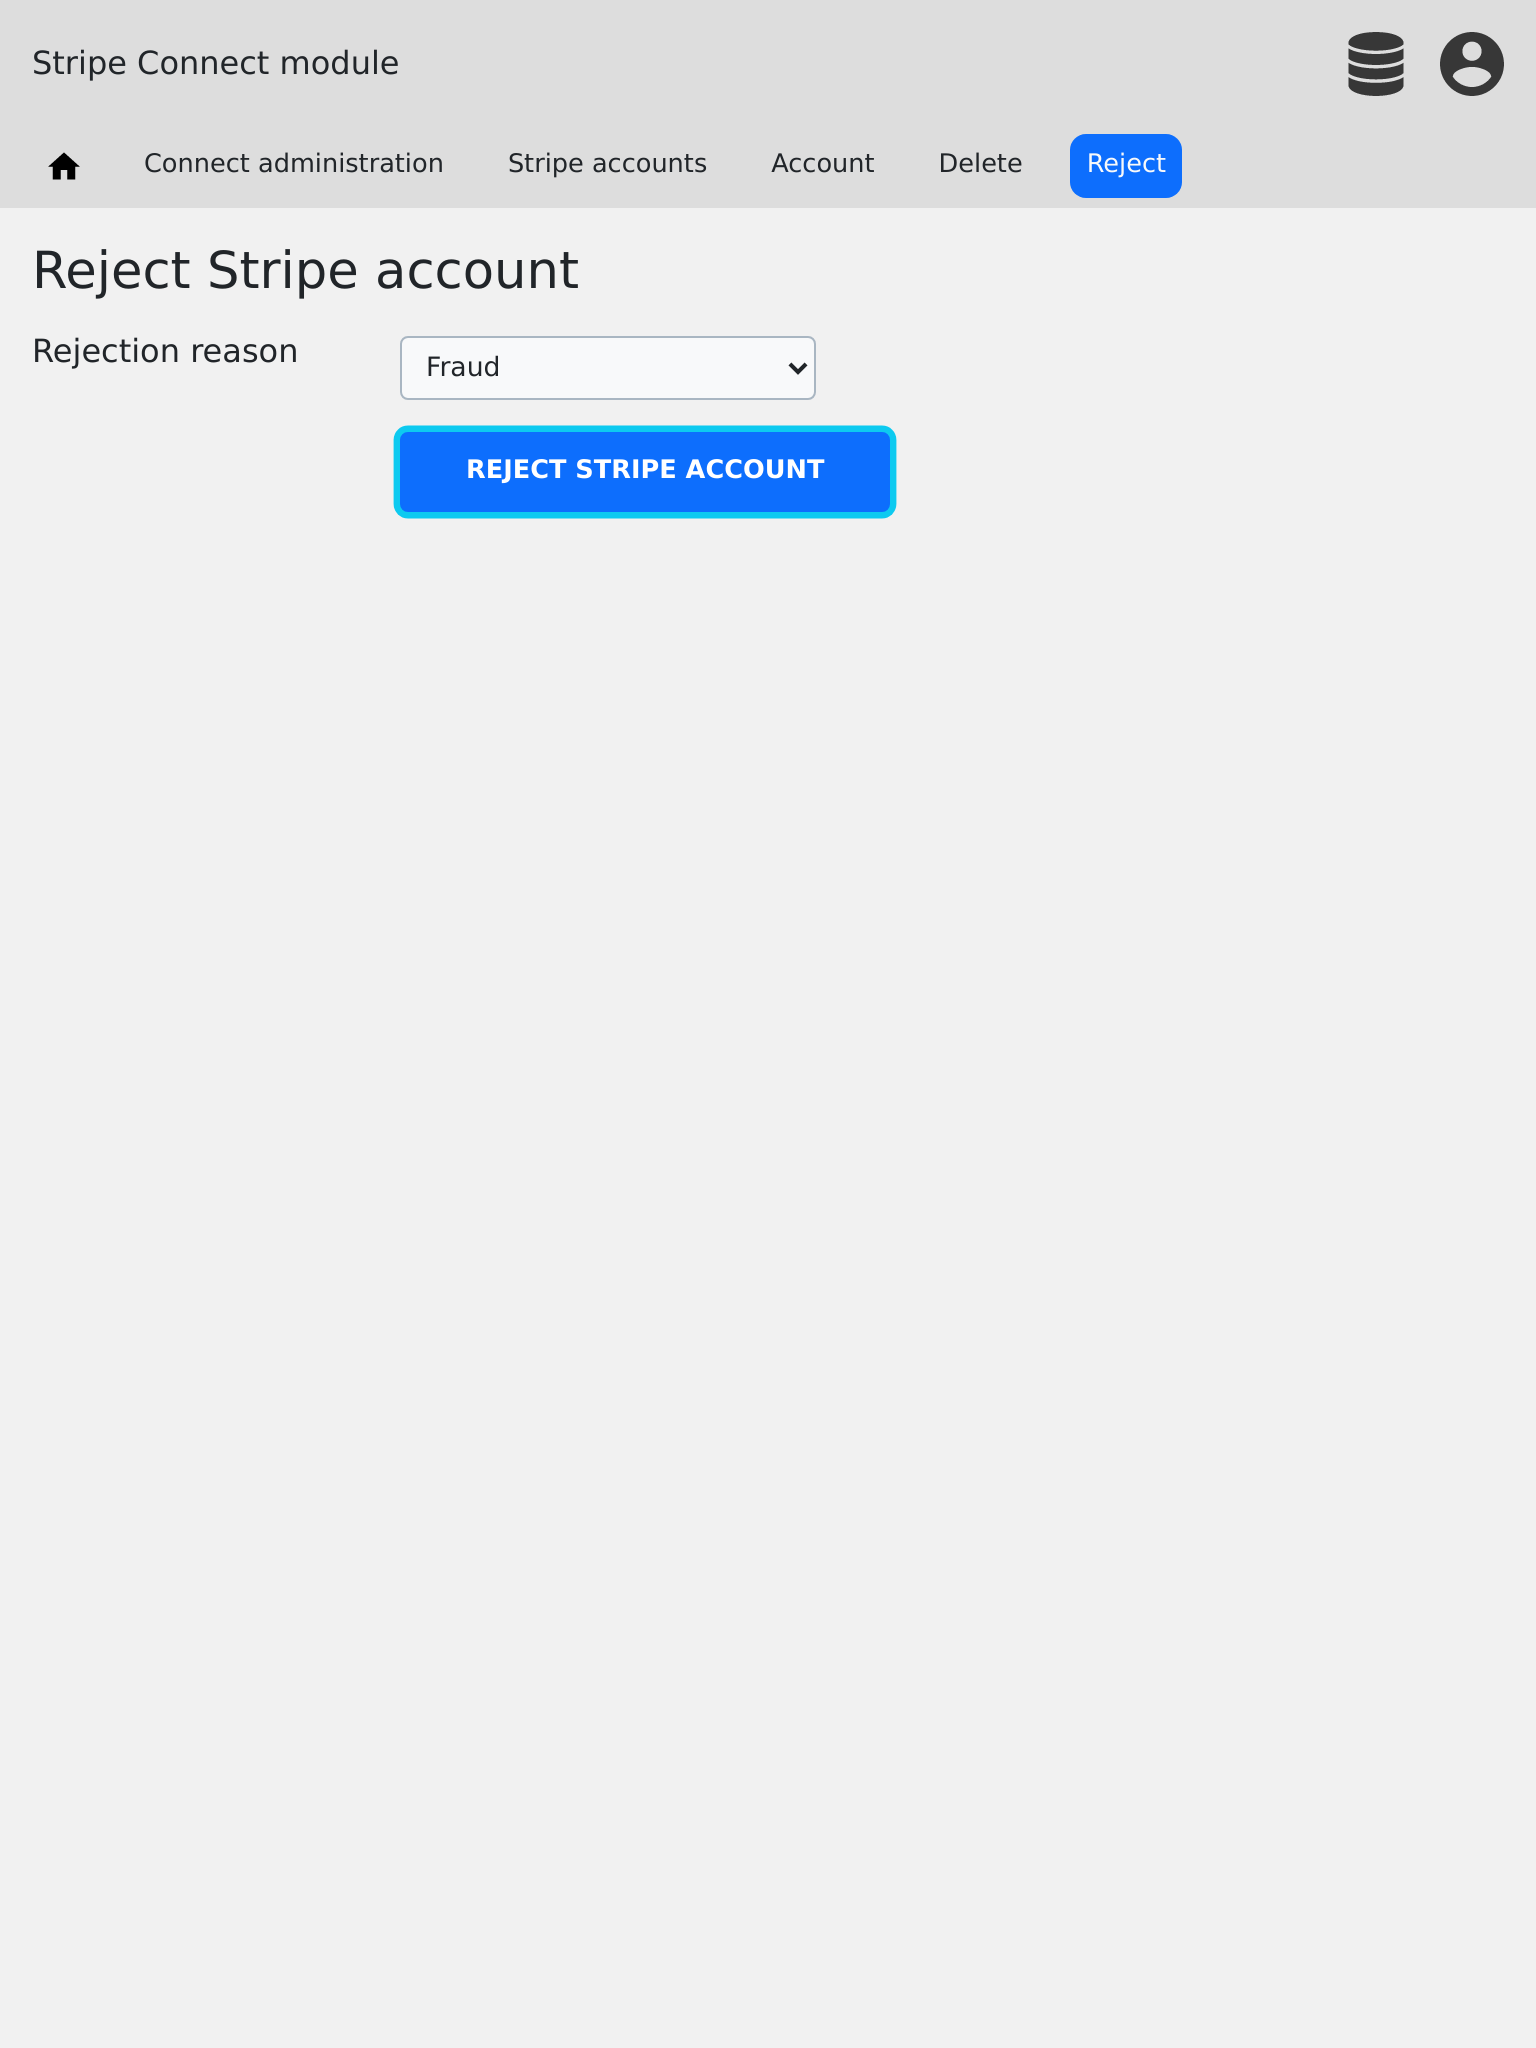 Stripe Connect module
Connect administration Stripe accounts Account Delete Reject
Reject Stripe account
Rejection reason
Fraud
REJECT STRIPE ACCOUNT